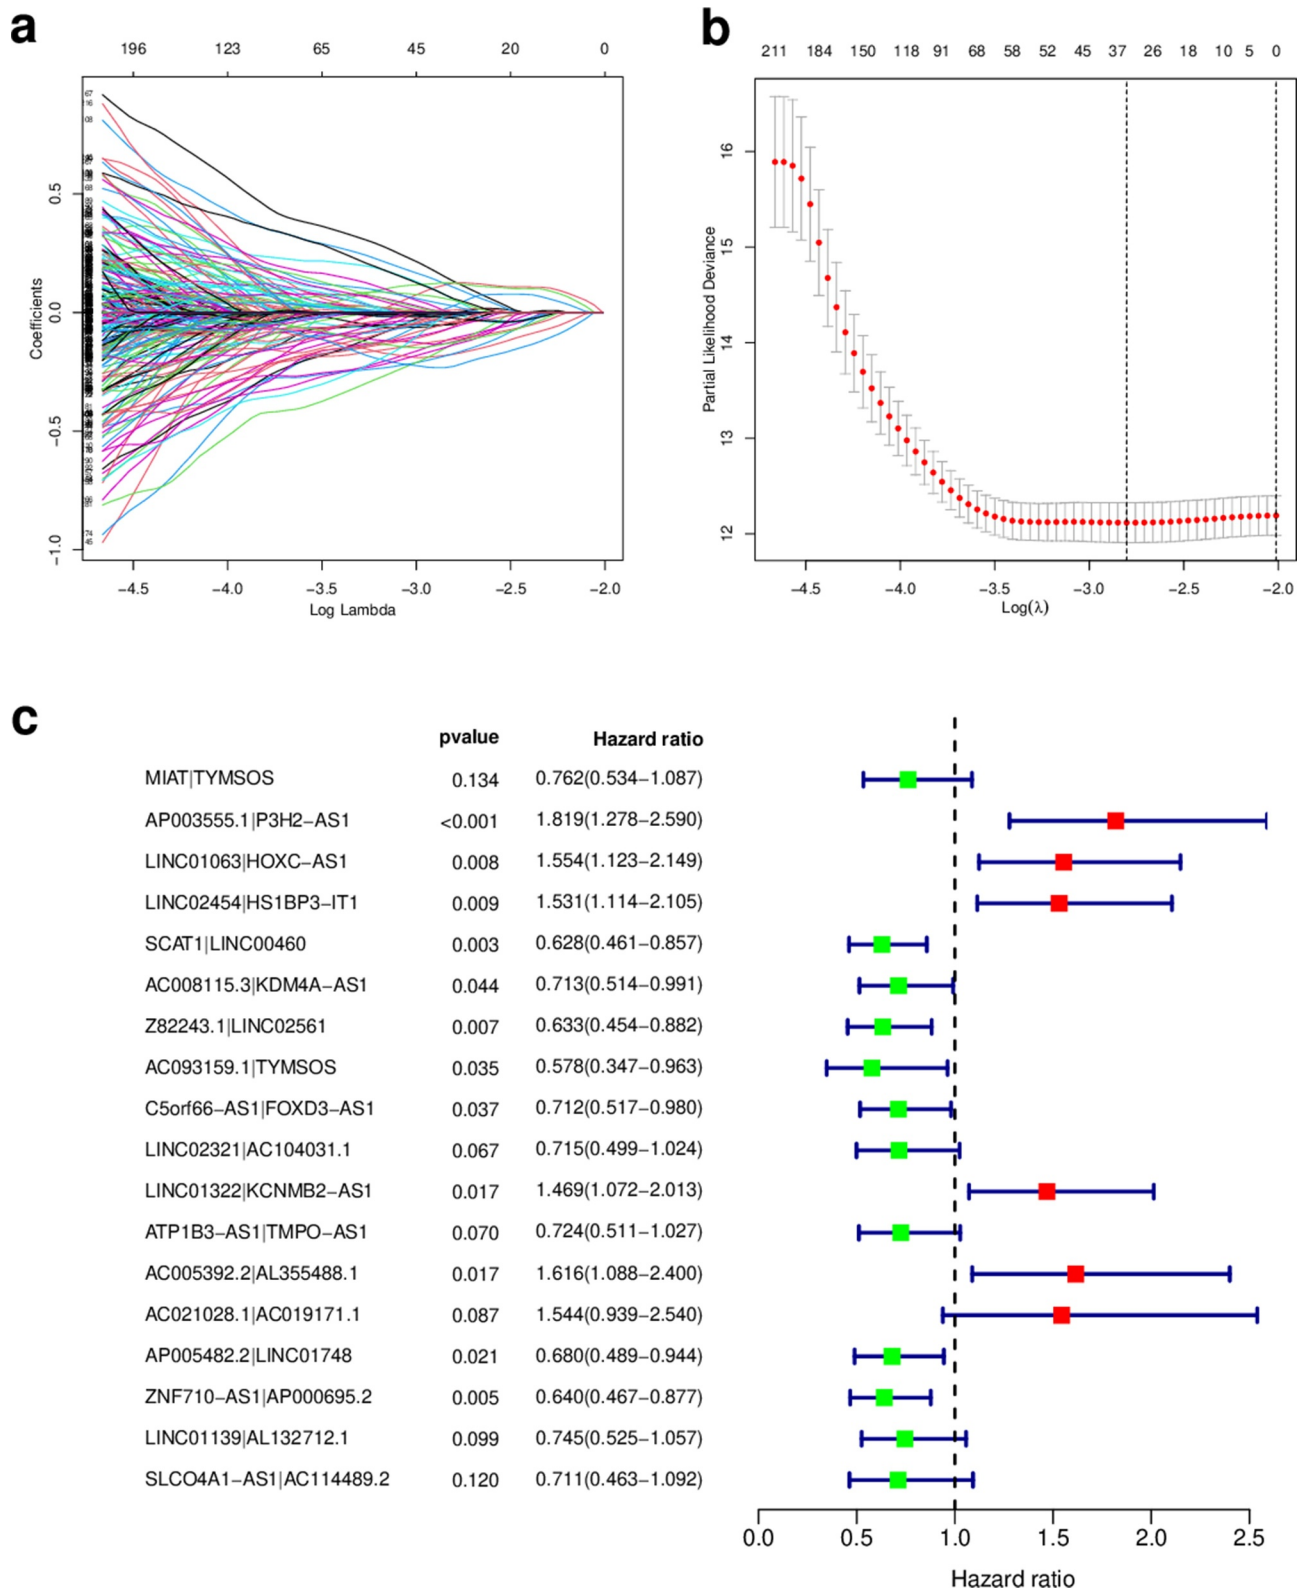 a
196 123 65 45 20 0
0.5
0.0
−0.5
−1.0
Coefficients
−4.5 −4.0 −3.5 −3.0 −2.5 −2.0
Log Lambda
b
211 184 150 118 91 68 58 52 45 37 26 18 10 5 0
16
15
14
13
12
Partial Likelihood Deviance
−4.5 −4.0 −3.5 −3.0 −2.5 −2.0
Log(λ)
c
pvalue Hazard ratio
MIAT|TYMSOS 0.134 0.762(0.534−1.087)
AP003555.1|P3H2−AS1 <0.001 1.819(1.278−2.590)
LINC01063|HOXC−AS1 0.008 1.554(1.123−2.149)
LINC02454|HS1BP3−IT1 0.009 1.531(1.114−2.105)
SCAT1|LINC00460 0.003 0.628(0.461−0.857)
AC008115.3|KDM4A−AS1 0.044 0.713(0.514−0.991)
Z82243.1|LINC02561 0.007 0.633(0.454−0.882)
AC093159.1|TYMSOS 0.035 0.578(0.347−0.963)
C5orf66−AS1|FOXD3−AS1 0.037 0.712(0.517−0.980)
LINC02321|AC104031.1 0.067 0.715(0.499−1.024)
LINC01322|KCNMB2−AS1 0.017 1.469(1.072−2.013)
ATP1B3−AS1|TMPO−AS1 0.070 0.724(0.511−1.027)
AC005392.2|AL355488.1 0.017 1.616(1.088−2.400)
AC021028.1|AC019171.1 0.087 1.544(0.939−2.540)
AP005482.2|LINC01748 0.021 0.680(0.489−0.944)
ZNF710−AS1|AP000695.2 0.005 0.640(0.467−0.877)
LINC01139|AL132712.1 0.099 0.745(0.525−1.057)
SLCO4A1−AS1|AC114489.2 0.120 0.711(0.463−1.092)
0.0 0.5 1.0 1.5 2.0 2.5
Hazard ratio